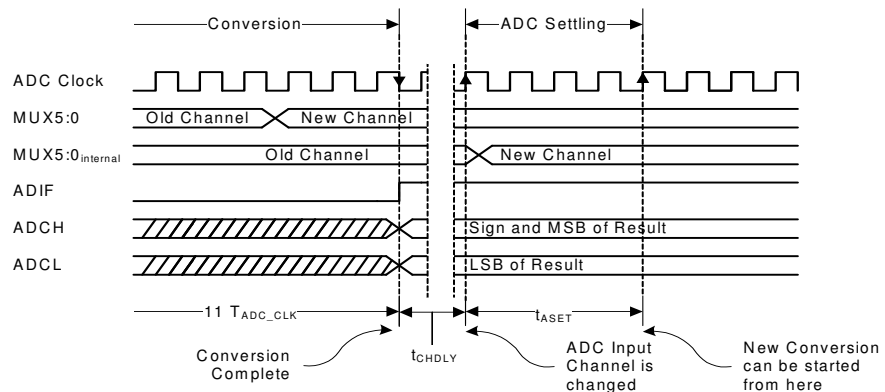 Conversion
ADC Settling
ADC Clock
MUX5:0
Old Channel
New Channel
MUX5:0internal
Old Channel
New Channel
ADIF
ADCH
Sign and MSB of Result
ADCL
LSB of Result
11 TADC_CLK
tCHDLY
tASET
Conversion
Complete
ADC Input
Channel is
changed
New Conversion
can be started
from here